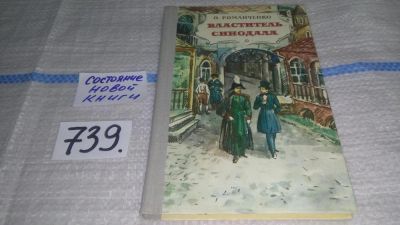 О. РОМАНЧЕНКО
ВЛАСТИТЕЛЬ
СИНОДАЛА
СОСТОЯНИЕ
НОВОЙ
КНИГИ
739.